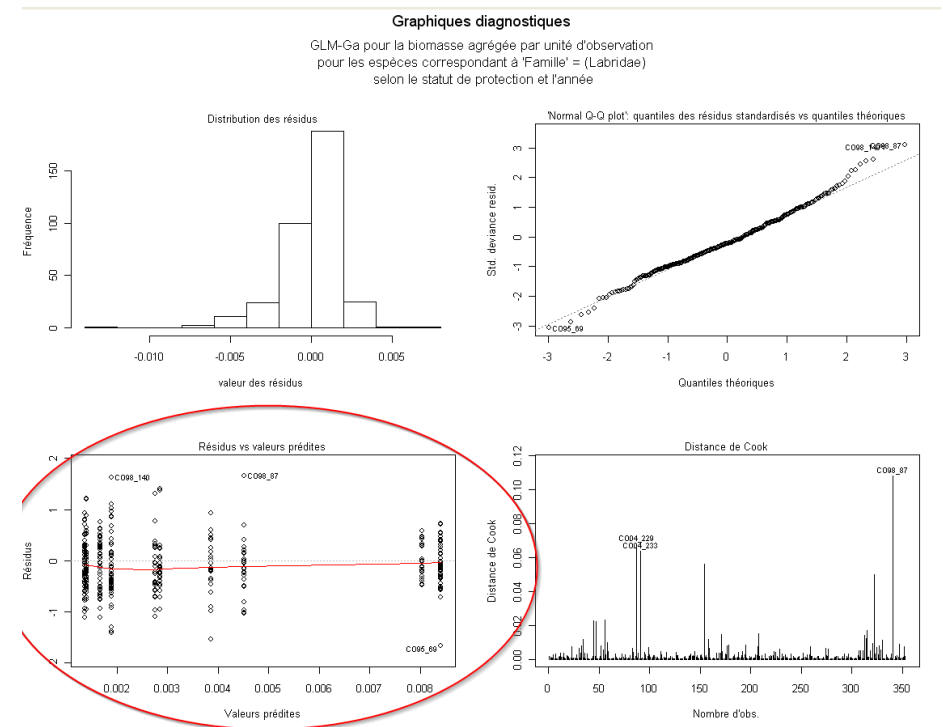 Graphiques diagnostiques
GLM-Ga pour la biomasse agrégée par unité d'observation
pour les espèces correspondant à 'Famille' = (Labridae)
selon le statut de protection et l'année
Distribution des résidus
Fréquence
0 50 100 150
-0.010 -0.005 0.000 0.005
valeur des résidus
'Normal Q-Q plot': quantiles des résidus standardisés vs quantiles théoriques
Std. deviance resid.
-3 -2 -1 0 1 2 3
CO98_87
CO95_69
-3 -2 -1 0 1 2 3
Quantiles théoriques
Résidus vs valeurs prédites
Résidus
-2 -1 0 1 2
CO98_140
CO98_87
CO95_69
0.002 0.003 0.004 0.005 0.006 0.007 0.008
Valeurs prédites
Distance de Cook
Distance de Cook
0.00 0.02 0.04 0.06 0.08 0.10 0.12
CO98_87
CO04_229
CO04_233
0 50 100 150 200 250 300 350
Nombre d'obs.